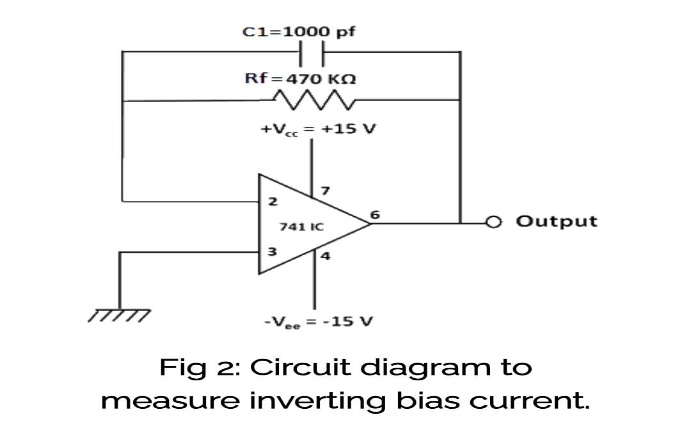 C1=1000 pf
Rf=470 KΩ
+Vcc = +15 V
7
2
6
741 IC
Output
3
4
-Vee = -15 V
Fig 2: Circuit diagram to
measure inverting bias current.